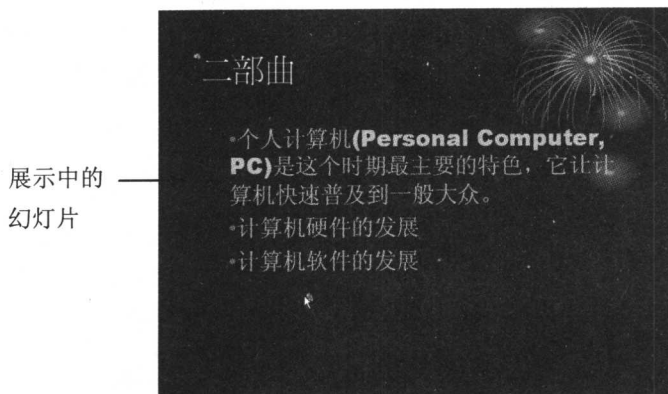 二部曲
•个人计算机(Personal Computer,
PC)是这个时期最主要的特色，它让计
算机快速普及到一般大众。
•计算机硬件的发展
•计算机软件的发展
展示中的
幻灯片